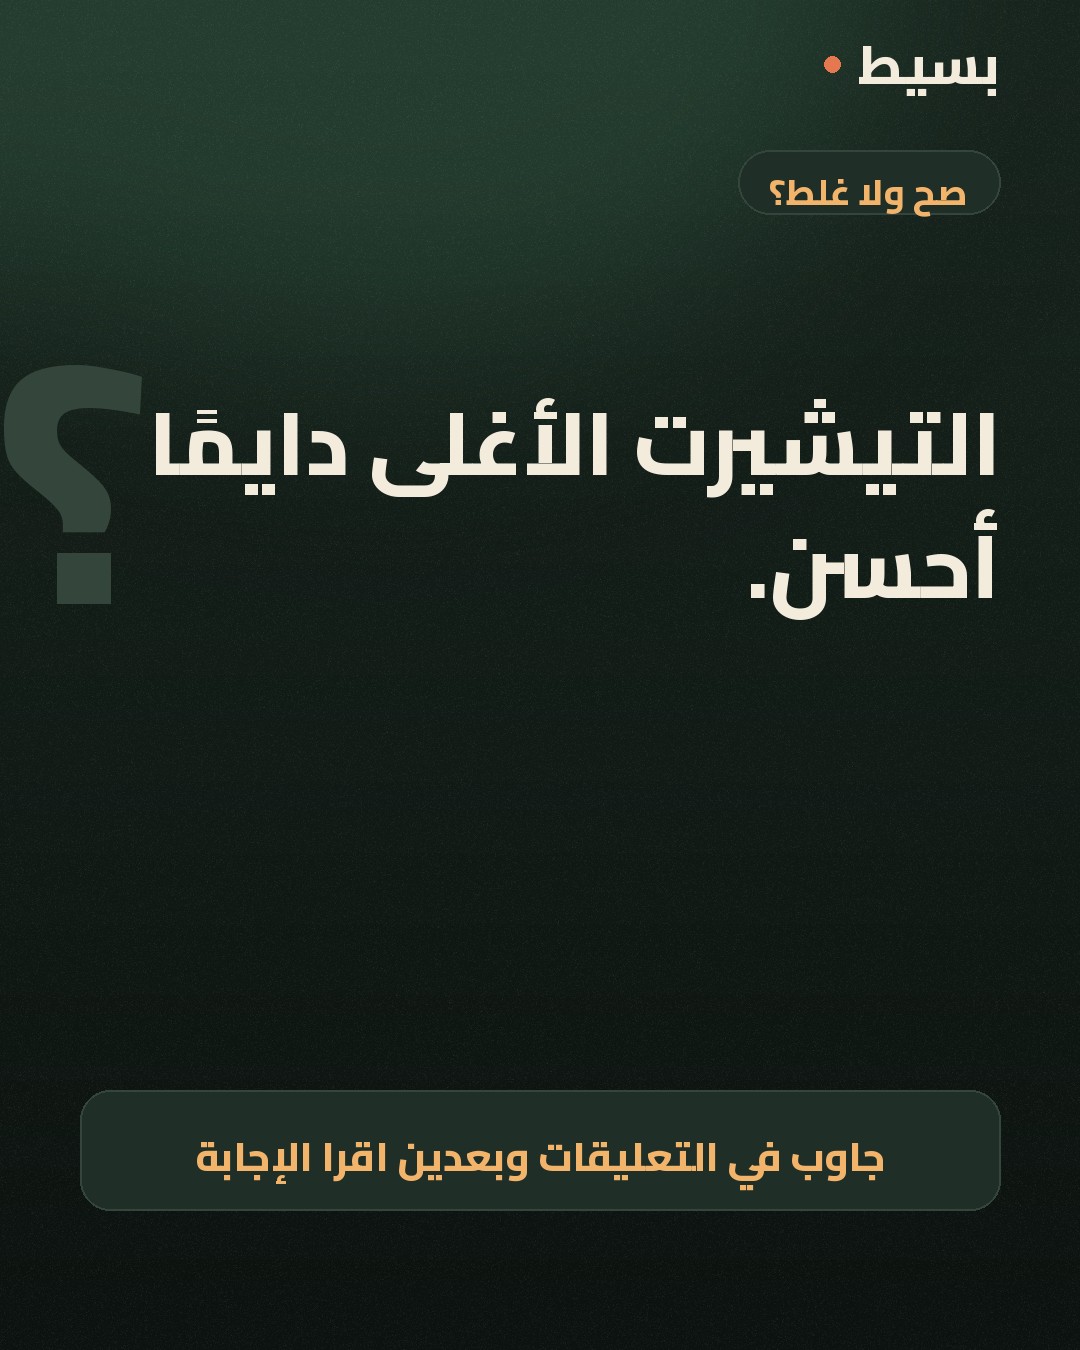 بسيط
صح ولا غلط؟
؟
التيشيرت الأغلى دايمًا
أحسن.
جاوب في التعليقات وبعدين اقرا الإجابة